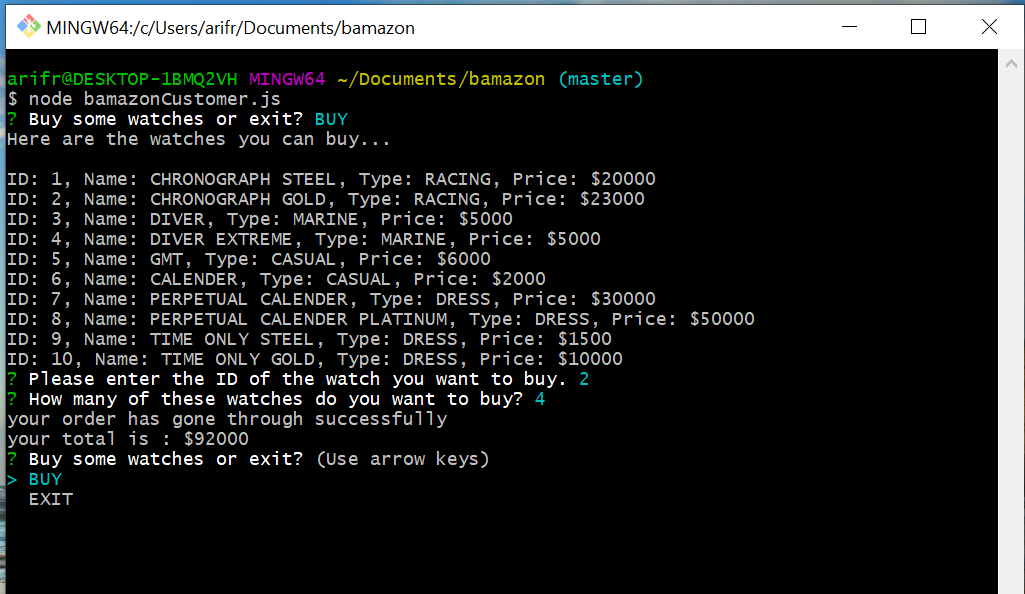 MINGW64:/c/Users/arifr/Documents/bamazon
arifr@DESKTOP-1BMQ2VH MINGW64 ~/Documents/bamazon (master)
$ node bamazonCustomer.js
? Buy some watches or exit? BUY
Here are the watches you can buy...
ID: 1, Name: CHRONOGRAPH STEEL, Type: RACING, Price: $20000
ID: 2, Name: CHRONOGRAPH GOLD, Type: RACING, Price: $23000
ID: 3, Name: DIVER, Type: MARINE, Price: $5000
ID: 4, Name: DIVER EXTREME, Type: MARINE, Price: $5000
ID: 5, Name: GMT, Type: CASUAL, Price: $6000
ID: 6, Name: CALENDER, Type: CASUAL, Price: $2000
ID: 7, Name: PERPETUAL CALENDER, Type: DRESS, Price: $30000
ID: 8, Name: PERPETUAL CALENDER PLATINUM, Type: DRESS, Price: $50000
ID: 9, Name: TIME ONLY STEEL, Type: DRESS, Price: $1500
ID: 10, Name: TIME ONLY GOLD, Type: DRESS, Price: $10000
? Please enter the ID of the watch you want to buy. 2
? How many of these watches do you want to buy? 4
your order has gone through successfully
your total is : $92000
? Buy some watches or exit? (Use arrow keys)
> BUY
EXIT